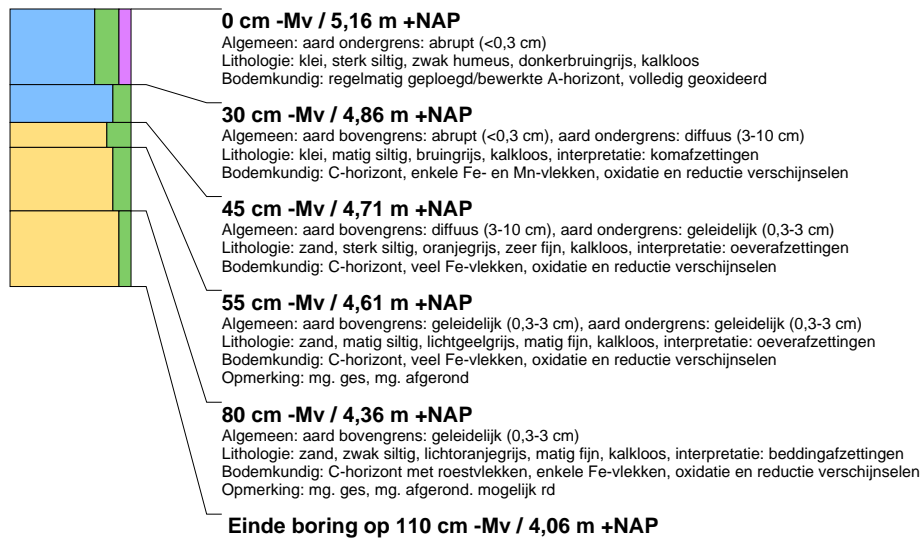 0 cm -Mv / 5,16 m +NAP
Algemeen: aard ondergrens: abrupt (<0,3 cm)
Lithologie: klei, sterk siltig, zwak humeus, donkerbruingrijs, kalkloos
Bodemkundig: regelmatig geploegd/bewerkte A-horizont, volledig geoxideerd
30 cm -Mv / 4,86 m +NAP
Algemeen: aard bovengrens: abrupt (<0,3 cm), aard ondergrens: diffuus (3-10 cm)
Lithologie: klei, matig siltig, bruingrijs, kalkloos, interpretatie: komafzettingen
Bodemkundig: C-horizont, enkele Fe- en Mn-vlekken, oxidatie en reductie verschijnselen
45 cm -Mv / 4,71 m +NAP
Algemeen: aard bovengrens: diffuus (3-10 cm), aard ondergrens: geleidelijk (0,3-3 cm)
Lithologie: zand, sterk siltig, oranjegrijs, zeer fijn, kalkloos, interpretatie: oeverafzettingen
Bodemkundig: C-horizont, veel Fe-vlekken, oxidatie en reductie verschijnselen
55 cm -Mv / 4,61 m +NAP
Algemeen: aard bovengrens: geleidelijk (0,3-3 cm), aard ondergrens: geleidelijk (0,3-3 cm)
Lithologie: zand, matig siltig, lichtgeelgrijs, matig fijn, kalkloos, interpretatie: oeverafzettingen
Bodemkundig: C-horizont, veel Fe-vlekken, oxidatie en reductie verschijnselen
Opmerking: mg. ges, mg. afgerond
80 cm -Mv / 4,36 m +NAP
Algemeen: aard bovengrens: geleidelijk (0,3-3 cm)
Lithologie: zand, zwak siltig, lichtoranjegrijs, matig fijn, kalkloos, interpretatie: beddingafzettingen
Bodemkundig: C-horizont met roestvlekken, enkele Fe-vlekken, oxidatie en reductie verschijnselen
Opmerking: mg. ges, mg. afgerond. mogelijk rd
Einde boring op 110 cm -Mv / 4,06 m +NAP